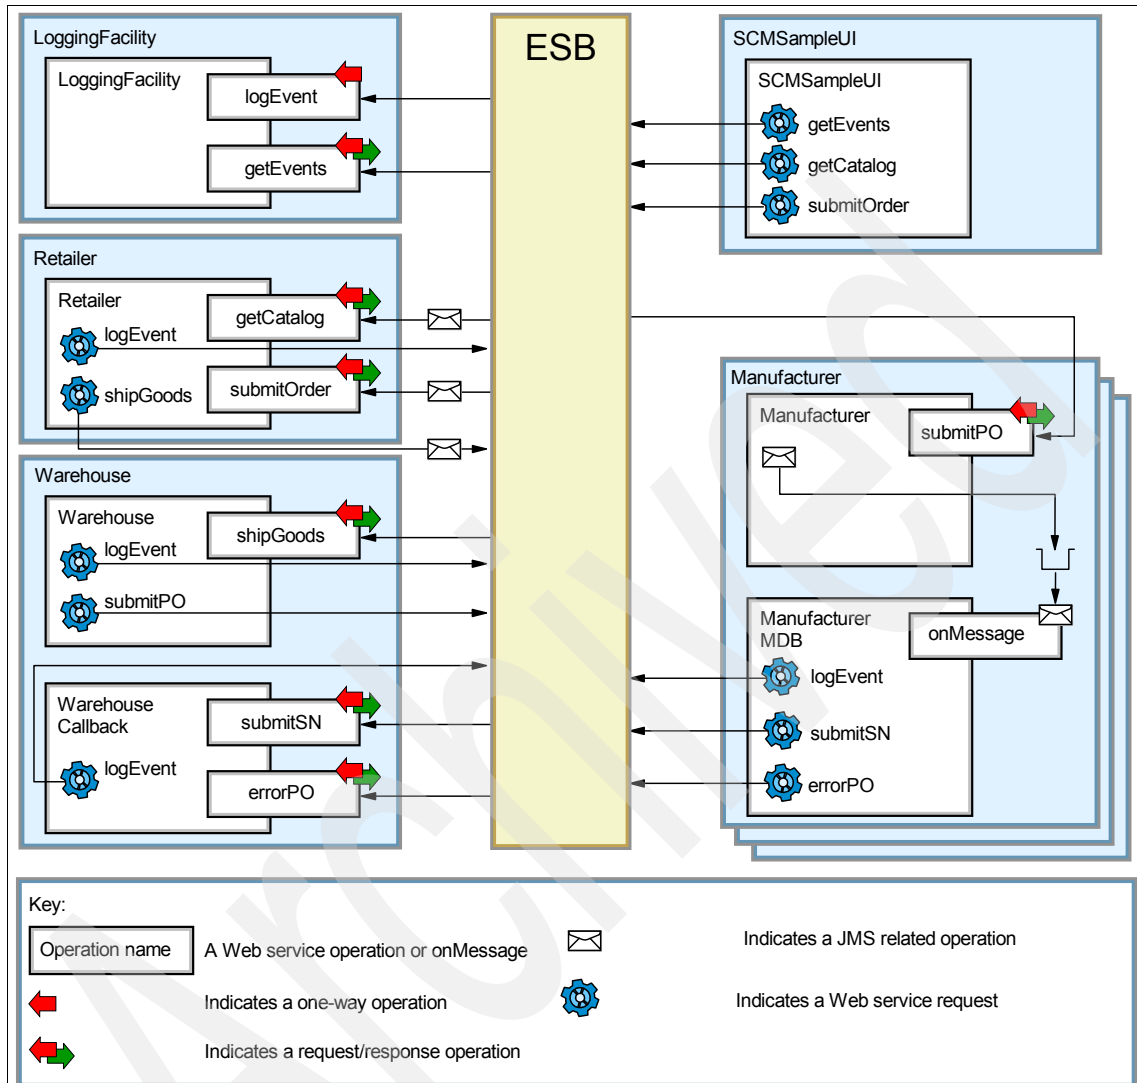 LoggingFacility
LoggingFacility
logEvent
getEvents
ESB
SCMSampleUI
SCMSampleUI
getEvents
getCatalog
submitOrder
Retailer
Retailer
getCatalog
logEvent
submitOrder
shipGoods
Manufacturer
Manufacturer
submitPO
Warehouse
Warehouse
shipGoods
logEvent
submitPO
Manufacturer
MDB
onMessage
logEvent
submitSN
errorPO
Warehouse
Callback
submitSN
logEvent
errorPO
Key:
Operation name
A Web service operation or onMessage
Indicates a JMS related operation
Indicates a one-way operation
Indicates a Web service request
Indicates a request/response operation
Archived